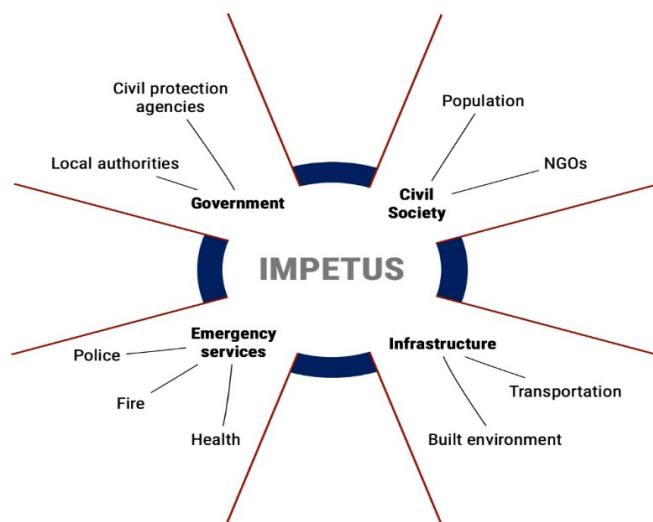 Civil protection
agencies
Local authorities
Government
Population
NGOs
Civil
Society
IMPETUS
Emergency
services
Police
Fire
Health
Infrastructure
Transportation
Built environment